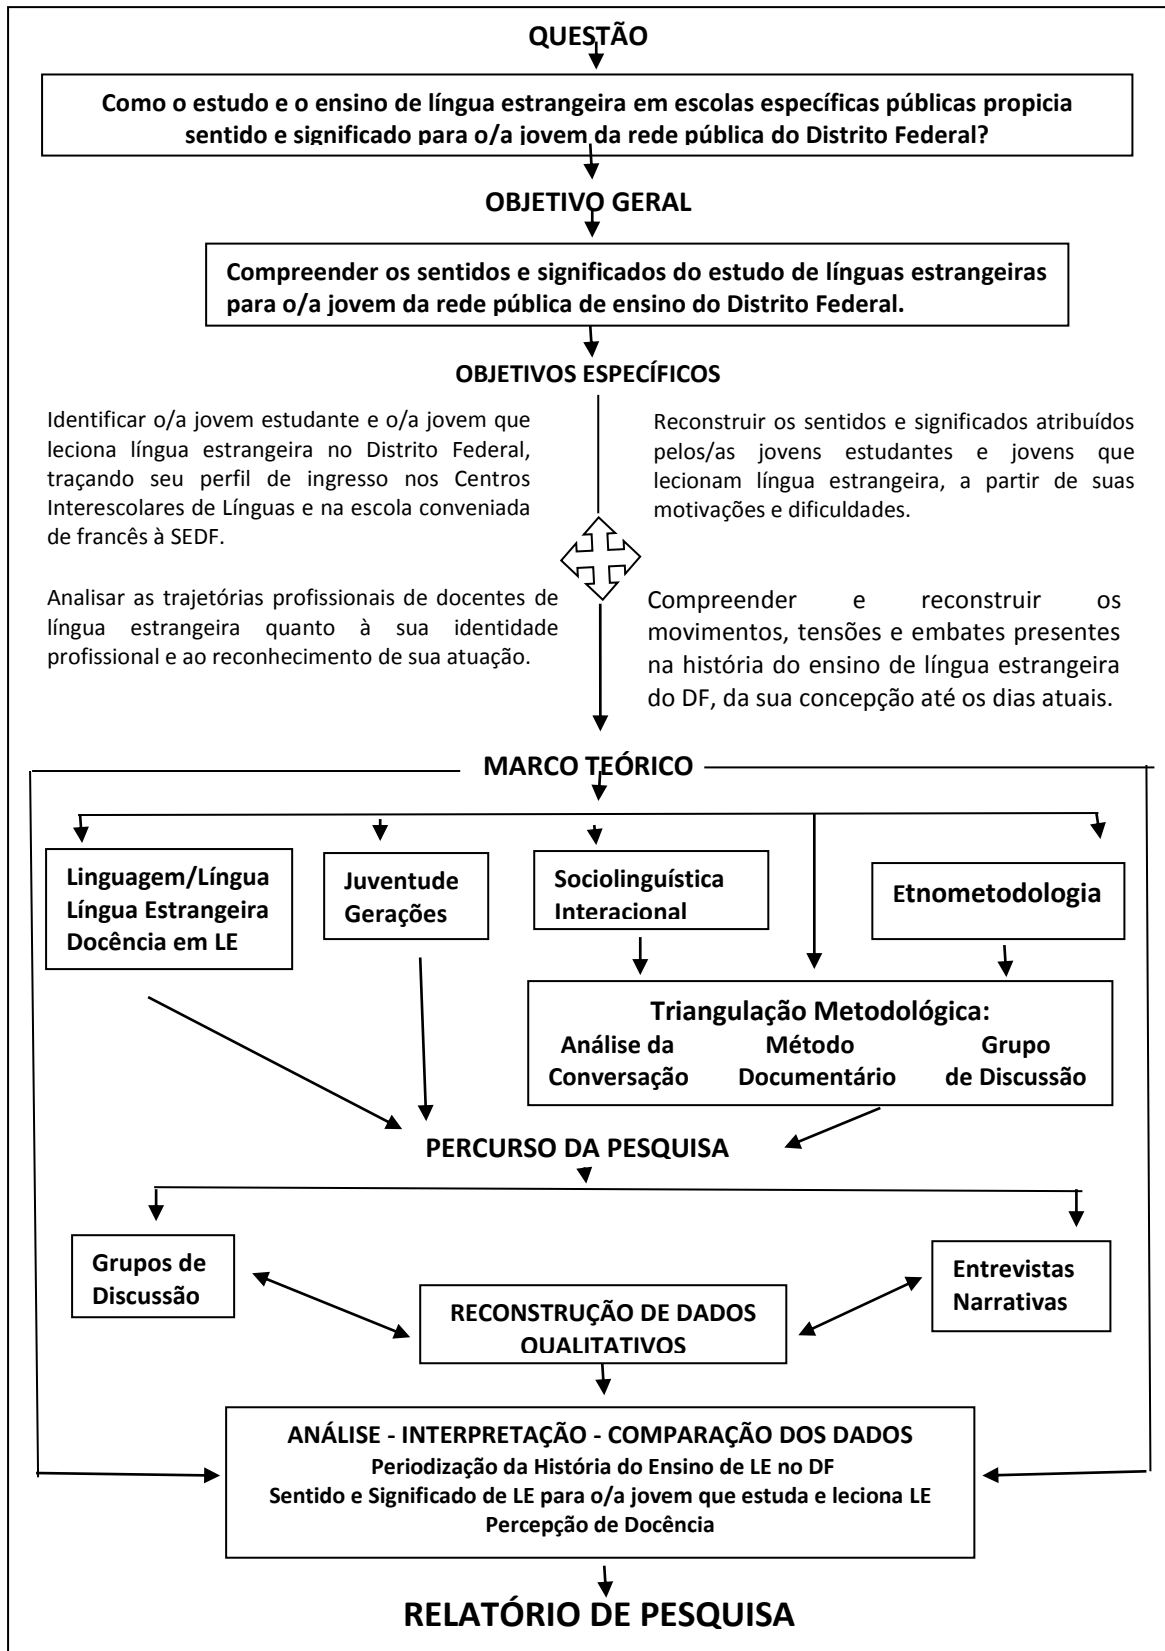 QUESTÃO
Como o estudo e o ensino de língua estrangeira em escolas específicas públicas propicia
sentido e significado para o/a jovem da rede pública do Distrito Federal?
OBJETIVO GERAL
Compreender os sentidos e significados do estudo de línguas estrangeiras
para o/a jovem da rede pública de ensino do Distrito Federal.
OBJETIVOS ESPECÍFICOS
Identificar o/a jovem estudante e o/a jovem que
leciona língua estrangeira no Distrito Federal,
traçando seu perfil de ingresso nos Centros
Interescolares de Línguas e na escola conveniada
de francês à SEDF.
Reconstruir os sentidos e significados atribuídos
pelos/as jovens estudantes e jovens que
lecionam língua estrangeira, a partir de suas
motivações e dificuldades.
Analisar as trajetórias profissionais de docentes de
língua estrangeira quanto à sua identidade
profissional e ao reconhecimento de sua atuação.
Compreender e reconstruir os
movimentos, tensões e embates presentes
na história do ensino de língua estrangeira
do DF, da sua concepção até os dias atuais.
MARCO TEÓRICO
Linguagem/Língua
Língua Estrangeira
Docência em LE
Juventude
Gerações
Sociolinguística
Interacional
Etnometodologia
Triangulação Metodológica:
Análise da
Conversação
Método
Documentário
Grupo
de Discussão
PERCURSO DA PESQUISA
Grupos de
Discussão
Entrevistas
Narrativas
RECONSTRUÇÃO DE DADOS
QUALITATIVOS
ANÁLISE - INTERPRETAÇÃO - COMPARAÇÃO DOS DADOS
Periodização da História do Ensino de LE no DF
Sentido e Significado de LE para o/a jovem que estuda e leciona LE
Percepção de Docência
RELATÓRIO DE PESQUISA